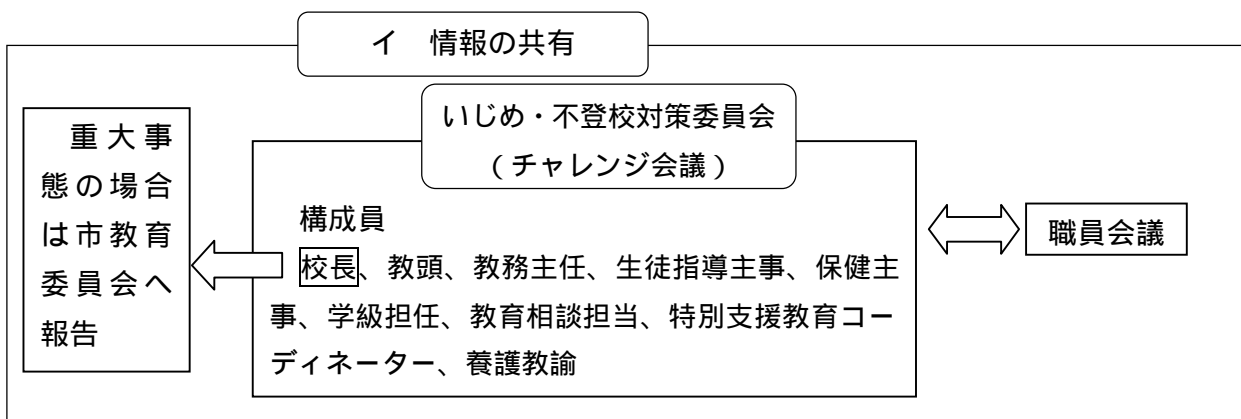 イ　情報の共有
いじめ・不登校対策委員会
（チャレンジ会議）
重大事
態の場合
は市教育
委員会へ
報告
構成員
校長、教頭、教務主任、生徒指導主事、保健主
事、学級担任、教育相談担当、特別支援教育コー
ディネーター、養護教諭
職員会議